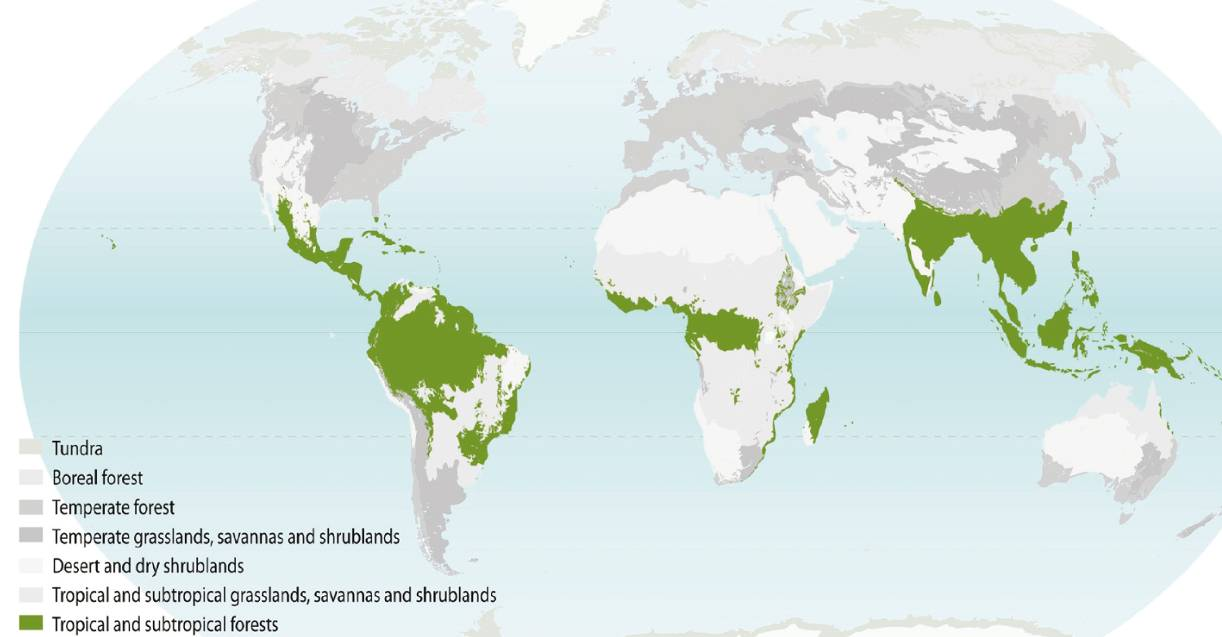 Tundra
Boreal forest
Temperate forest
Temperate grasslands, savannas and shrublands
Desert and dry shrublands
Tropical and subtropical grasslands, savannas and shrublands
Tropical and subtropical forests